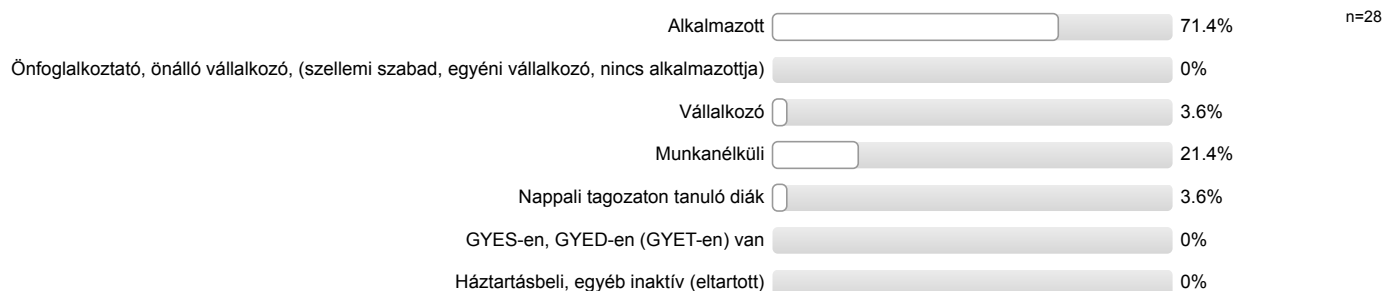 Alkalmazott 71.4% n=28
Önfoglalkoztató, önálló vállalkozó, (szellemi szabad, egyéni vállalkozó, nincs alkalmazottja) 0%
Vállalkozó 3.6%
Munkanélküli 21.4%
Nappali tagozaton tanuló diák 3.6%
GYES-en, GYED-en (GYET-en) van 0%
Háztartásbeli, egyéb inaktív (eltartott) 0%